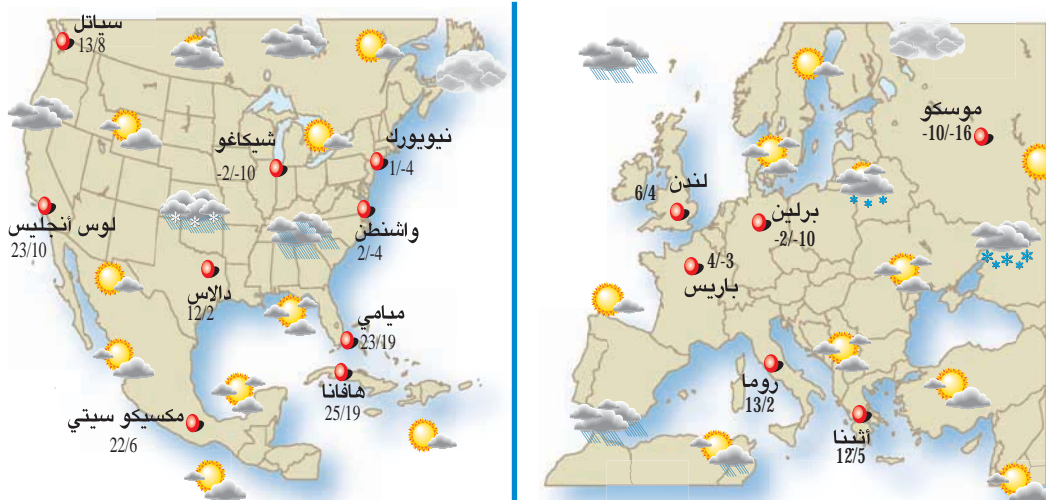 سياتل
13/8
شيكاغو
-2/-10
نيويورك
1/-4
لوس أنجليس
23/10
واشنطن
2/-4
دالاس
12/2
ميامي
23/19
هافانا
25/19
مكسيكو سيتي
22/6
موسكو
-10/-16
لندن
6/4
برلين
-2/-10
4/-3
باريس
روما
13/2
أثينا
12/5